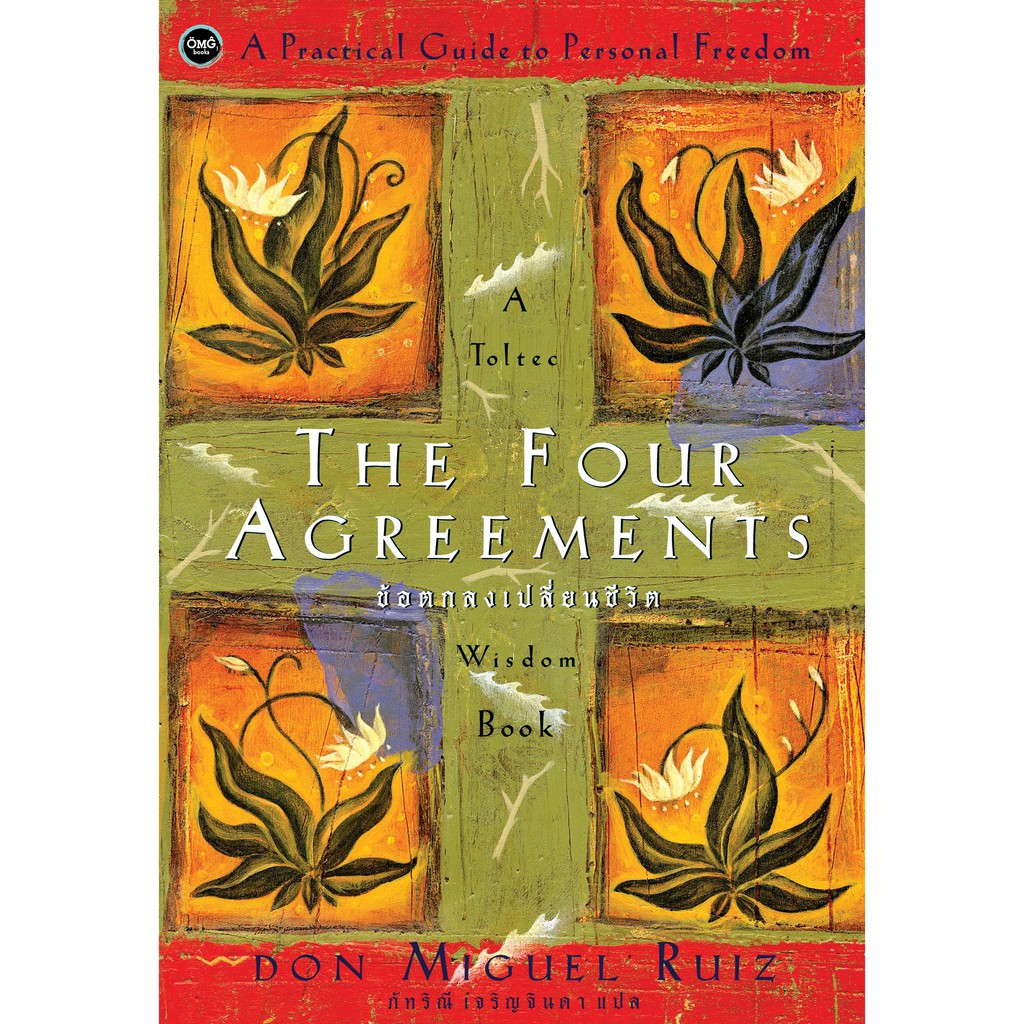 ÖMĜ
books
A Practical Guide to Personal Freedom
A
Toltec
THE FOUR
AGREEMENTS
ข้อตกลงเปลี่ยนชีวิต
Wisdom
Book
DON MIGUEL RUIZ
ภัทริณี เจริญจินดา แปล